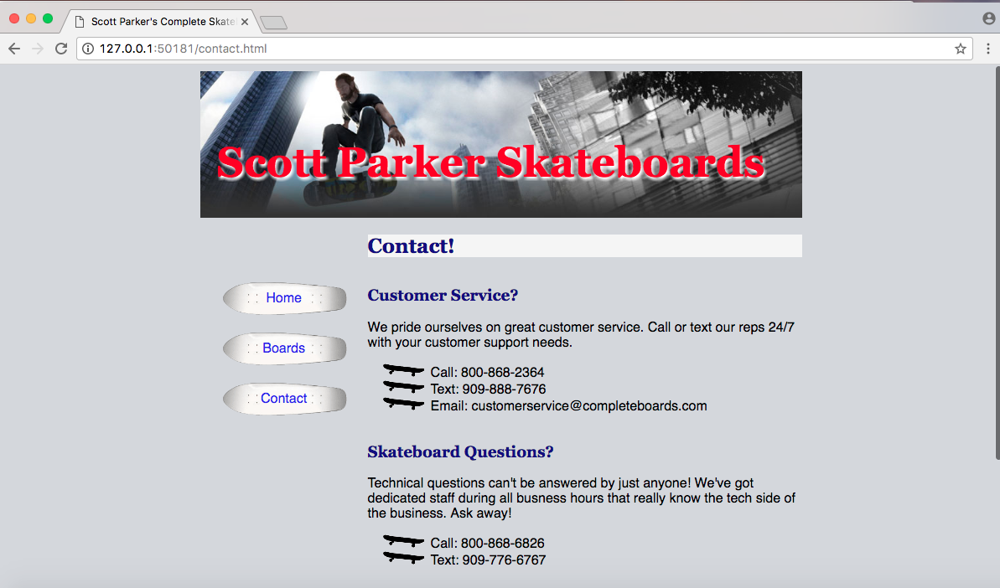 Scott Parker's Complete Skate
127.0.0.1:50181/contact.html
Scott Parker Skateboards
Contact!
Home
Boards
Contact
Customer Service?
We pride ourselves on great customer service. Call or text our reps 24/7
with your customer support needs.
Call: 800-868-2364
Text: 909-888-7676
Email: customerservice@completeboards.com
Skateboard Questions?
Technical questions can't be answered by just anyone! We've got
dedicated staff during all busness hours that really know the tech side of
the business. Ask away!
Call: 800-868-6826
Text: 909-776-6767